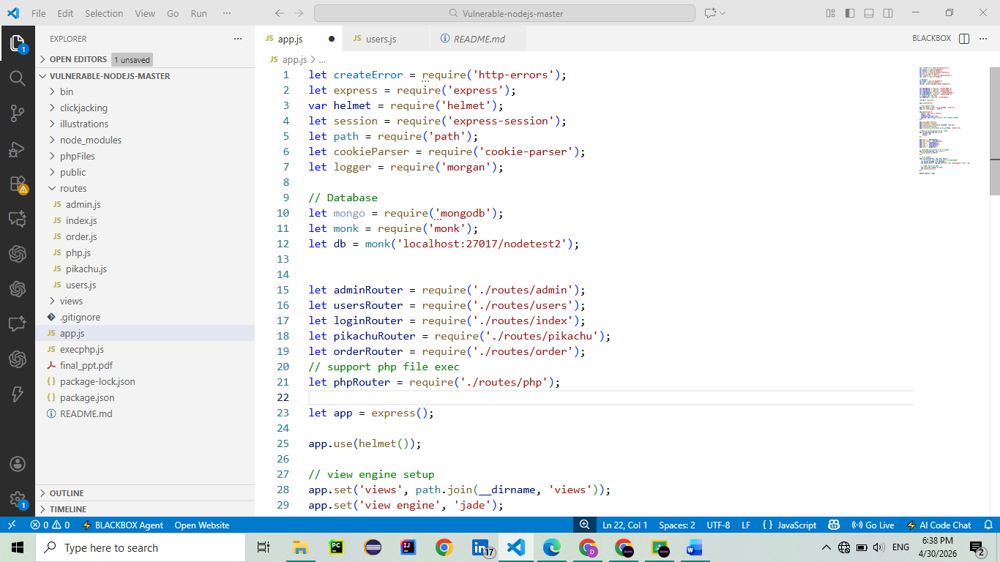 File Edit Selection View Go Run ···
Vulnerable-nodejs-master
EXPLORER
OPEN EDITORS 1 unsaved
VULNERABLE-NODEJS-MASTER
bin
clickjacking
illustrations
node_modules
phpFiles
public
routes
JS admin.js
JS index.js
JS order.js
JS php.js
JS pikachu.js
JS users.js
views
.gitignore
JS app.js
JS execphp.js
final_ppt.pdf
{} package-lock.json
{} package.json
README.md
OUTLINE
TIMELINE
1
1
JS app.js
JS users.js
README.md
BLACKBOX
JS app.js > ...
1 let createError = require('http-errors');
2 let express = require('express');
3 var helmet = require('helmet');
4 let session = require('express-session');
5 let path = require('path');
6 let cookieParser = require('cookie-parser');
7 let logger = require('morgan');
8
9 // Database
10 let mongo = require('mongodb');
11 let monk = require('monk');
12 let db = monk('localhost:27017/nodetest2');
13
14
15 let adminRouter = require('./routes/admin');
16 let usersRouter = require('./routes/users');
17 let loginRouter = require('./routes/index');
18 let pikachuRouter = require('./routes/pikachu');
19 let orderRouter = require('./routes/order');
20 // support php file exec
21 let phpRouter = require('./routes/php');
22
23 let app = express();
24
25 app.use(helmet());
26
27 // view engine setup
28 app.set('views', path.join(__dirname, 'views'));
29 app.set('view engine', 'jade');
0 0 BLACKBOX Agent Open Website
Ln 22, Col 1 Spaces: 2 UTF-8 LF {} JavaScript Go Live AI Code Chat
Type here to search
PC
IJ
17
D
W
ENG
6:38 PM
4/30/2026
2